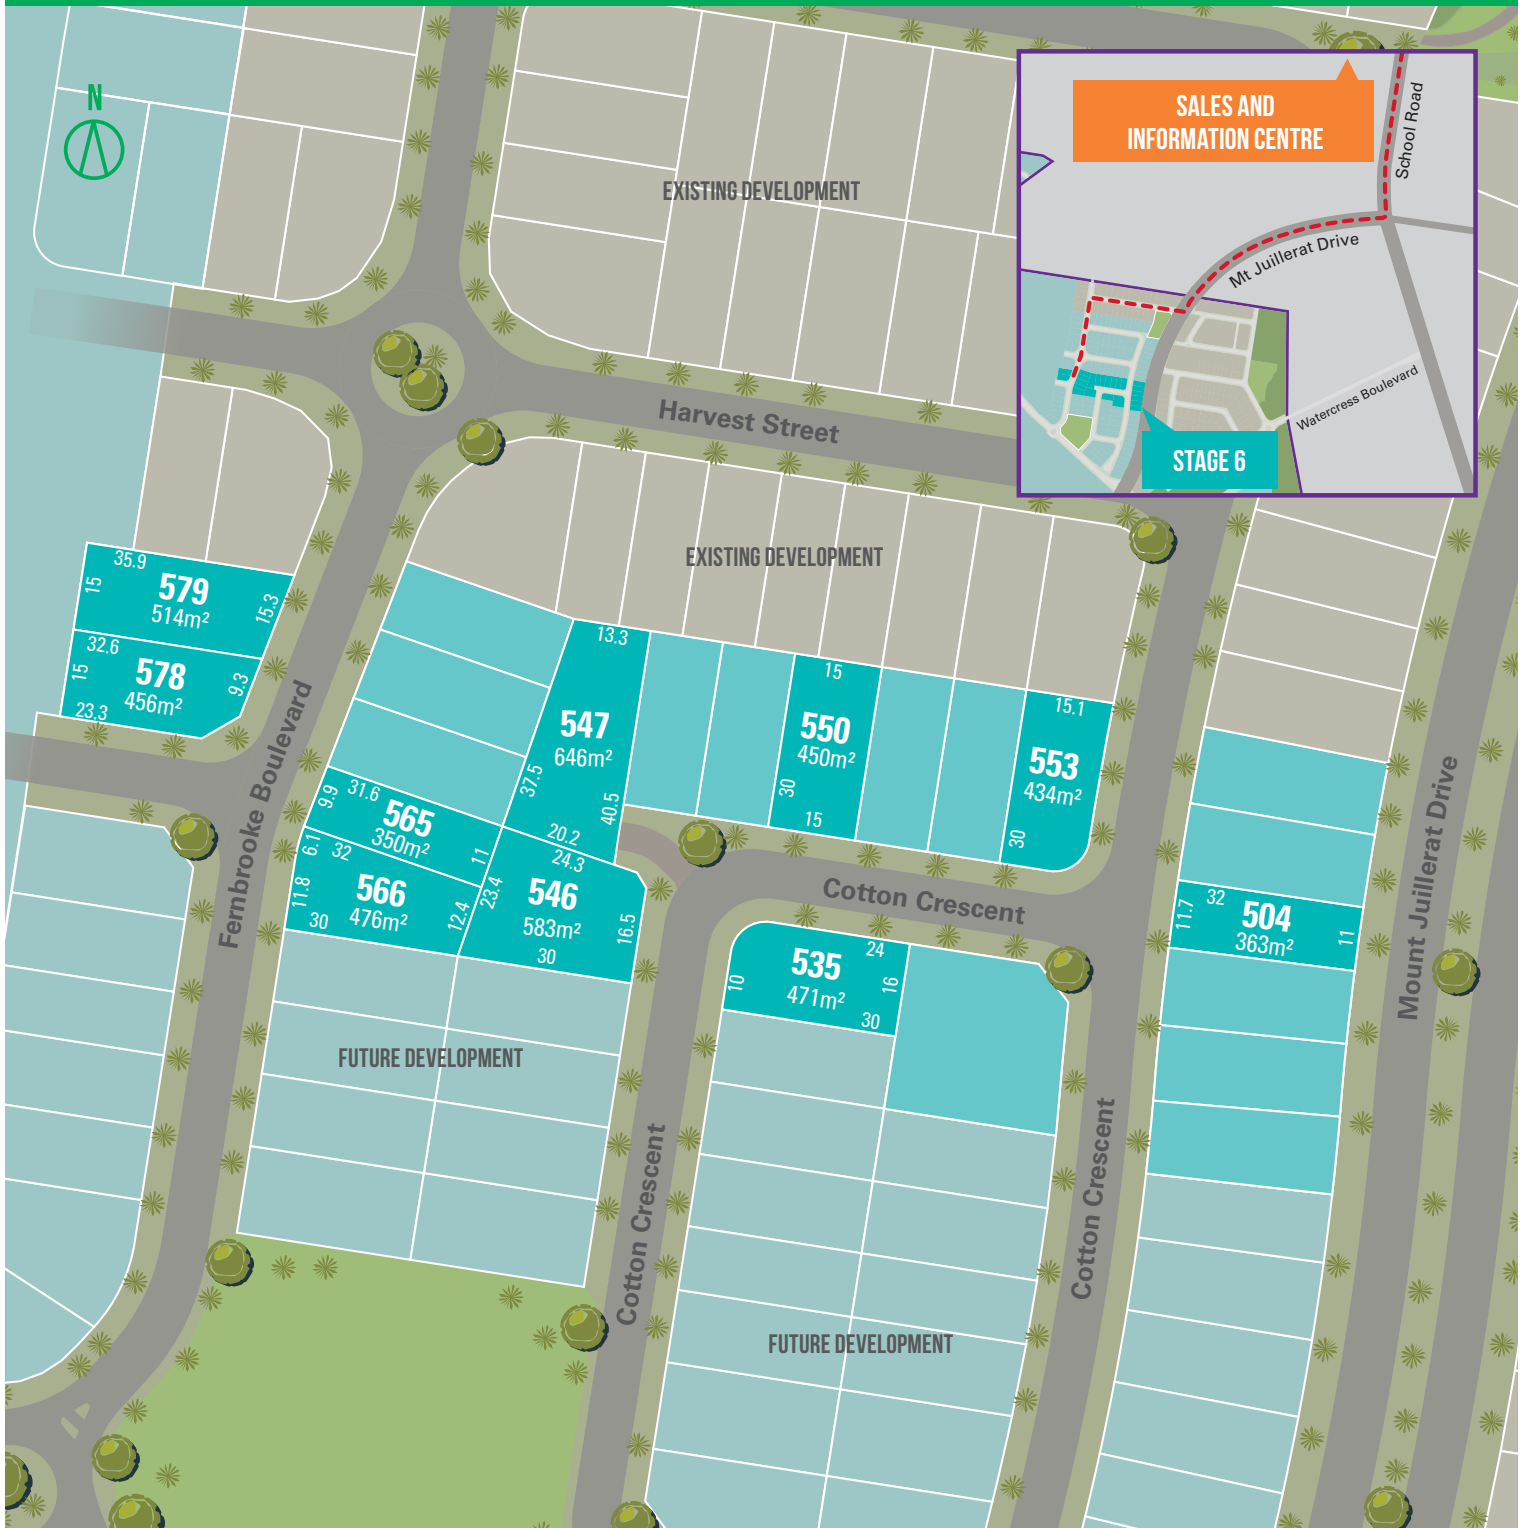 N
EXISTING DEVELOPMENT
SALES AND
INFORMATION CENTRE
School Road
Mt Juillerat Drive
Watercress Boulevard
STAGE 6
Harvest Street
EXISTING DEVELOPMENT
35.9
15
579
514m²
15.3
32.6
15
578
456m²
9.3
23.3
Fernbrooke Boulevard
13.3
547
646m²
37.5
40.5
20.2
15
550
450m²
30
15
15.1
553
434m²
30
9.9
31.6
565
350m²
11
6.1
32
566
476m²
11.8
12.4
30
24.3
546
583m²
23.4
16.5
30
Cotton Crescent
24
535
471m²
10
16
30
32
504
363m²
11.7
11
Mount Juillerat Drive
FUTURE DEVELOPMENT
Cotton Crescent
Cotton Crescent
FUTURE DEVELOPMENT